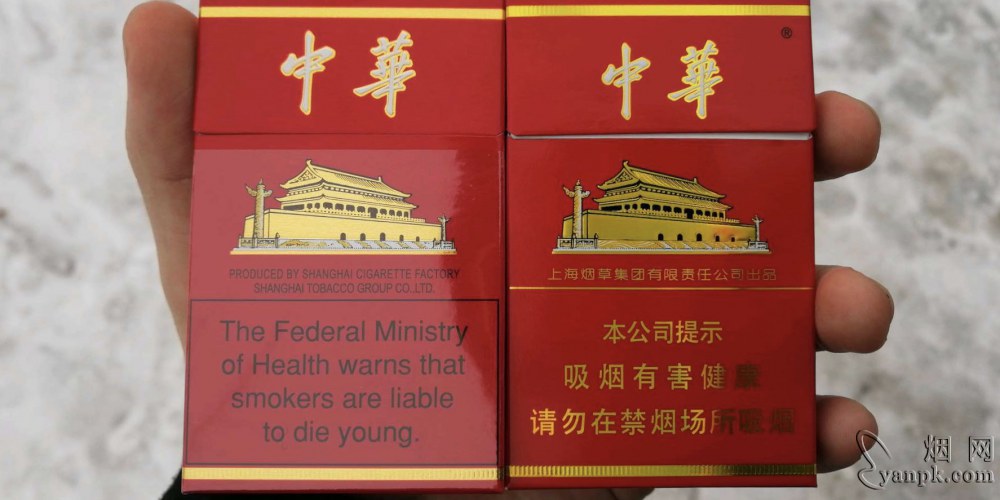 中華
PRODUCED BY SHANGHAI CIGARETTE FACTORY
SHANGHAI TOBACCO GROUP CO. LTD.
The Federal Ministry
of Health warns that
smokers are liable
to die young.
中華®
上海烟草集团有限责任公司出品
本公司提示
吸烟有害健康
请勿在禁烟场所吸烟
烟网
yanpk.com